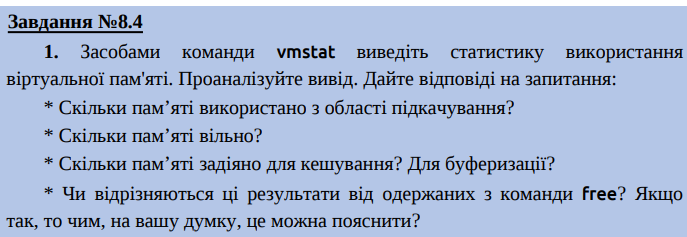 Завдання №8.4
1. Засобами команди vmstat виведіть статистику використання
віртуальної пам'яті. Проаналізуйте вивід. Дайте відповіді на запитання:
* Скільки пам’яті використано з області підкачування?
* Скільки пам’яті вільно?
* Скільки пам’яті задіяно для кешування? Для буферизації?
* Чи відрізняються ці результати від одержаних з команди free? Якщо
так, то чим, на вашу думку, це можна пояснити?